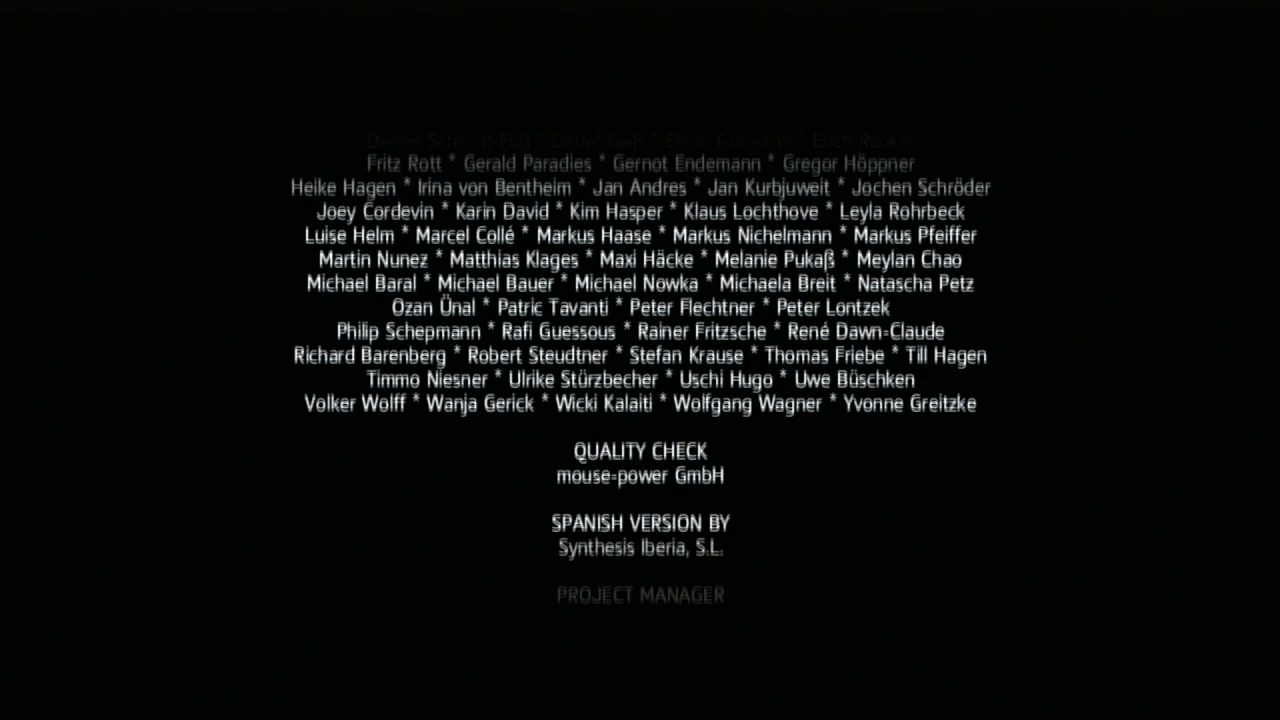 Fritz Rott * Gerald Paradies * Gernot Endemann * Gregor Höppner
Heike Hagen * Irina von Bentheim * Jan Andres * Jan Kurbjuweit * Jochen Schröder
Joey Cordevin * Karin David * Kim Hasper * Klaus Lochthove * Leyla Rohrbeck
Luise Helm * Marcel Collé * Markus Haase * Markus Nichelmann * Markus Pfeiffer
Martin Nunez * Matthias Klages * Maxi Häcke * Melanie Pukaß * Meylan Chao
Michael Baral * Michael Bauer * Michael Nowka * Michaela Breit * Natascha Petz
Ozan Ünal * Patric Tavanti * Peter Flechtner * Peter Lontzek
Philip Schepmann * Rafi Guessous * Rainer Fritzsche * René Dawn-Claude
Richard Barenberg * Robert Steudtner * Stefan Krause * Thomas Friebe * Till Hagen
Timmo Niesner * Ulrike Stürzbecher * Uschi Hugo * Uwe Büschken
Volker Wolff * Wanja Gerick * Wicki Kalaiti * Wolfgang Wagner * Yvonne Greitzke
QUALITY CHECK
mouse-power GmbH
SPANISH VERSION BY
Synthesis Iberia, S.L.
PROJECT MANAGER